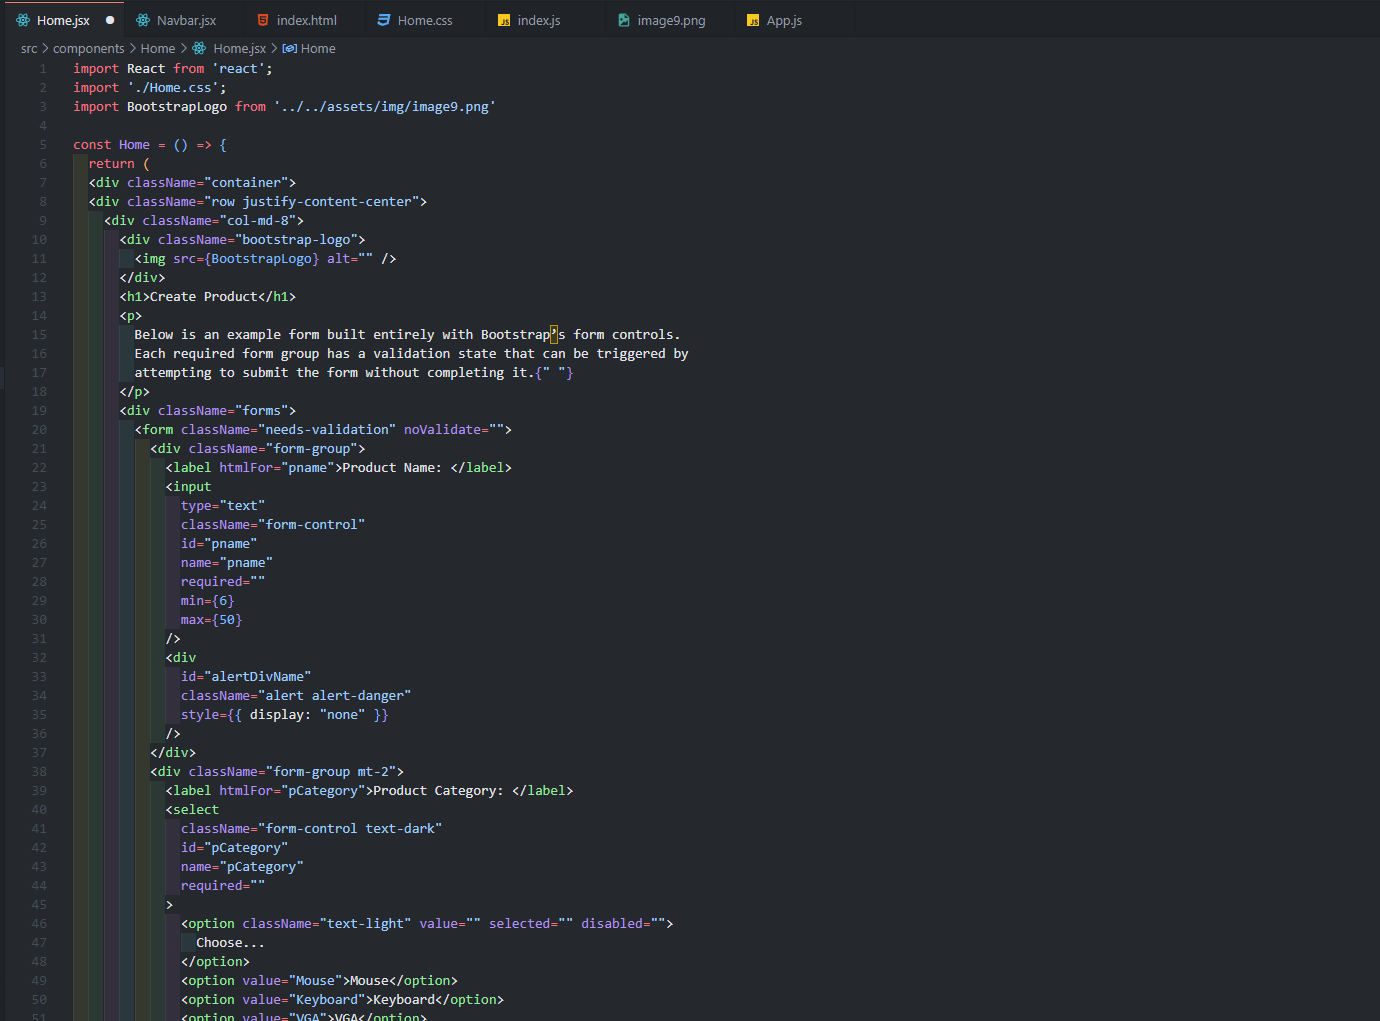 Home.jsx ● Navbar.jsx index.html Home.css JS index.js image9.png JS App.js
src > components > Home > Home.jsx > Home
1 import React from 'react';
2 import './Home.css';
3 import BootstrapLogo from '../../assets/img/image9.png'
4
5 const Home = () => {
6 return (
7 <div className="container">
8 <div className="row justify-content-center">
9 <div className="col-md-8">
10 <div className="bootstrap-logo">
11 <img src={BootstrapLogo} alt="" />
12 </div>
13 <h1>Create Product</h1>
14 <p>
15 Below is an example form built entirely with Bootstrap’s form controls.
16 Each required form group has a validation state that can be triggered by
17 attempting to submit the form without completing it.{" "}
18 </p>
19 <div className="forms">
20 <form className="needs-validation" noValidate="">
21 <div className="form-group">
22 <label htmlFor="pname">Product Name: </label>
23 <input
24 type="text"
25 className="form-control"
26 id="pname"
27 name="pname"
28 required=""
29 min={6}
30 max={50}
31 />
32 <div
33 id="alertDivName"
34 className="alert alert-danger"
35 style={{ display: "none" }}
36 />
37 </div>
38 <div className="form-group mt-2">
39 <label htmlFor="pCategory">Product Category: </label>
40 <select
41 className="form-control text-dark"
42 id="pCategory"
43 name="pCategory"
44 required=""
45 >
46 <option className="text-light" value="" selected="" disabled="">
47 Choose...
48 </option>
49 <option value="Mouse">Mouse</option>
50 <option value="Keyboard">Keyboard</option>
51 <option value="VGA">VGA</option>